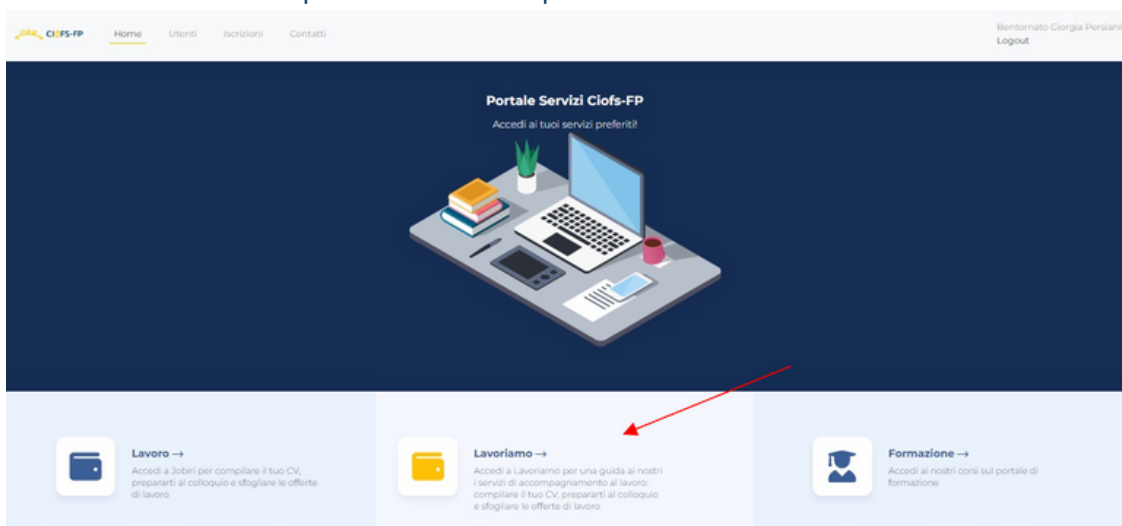 CIOFS-FP Home Utenti Iscrizioni Contatti
Bentornato Giorgia Persiani
Logout
Portale Servizi Ciofs-FP
Accedi ai tuoi servizi preferiti!
Lavoro →
Accedi a Jobiri per compilare il tuo CV,
prepararti al colloquio e sfogliare le offerte
di lavoro
Lavoriamo →
Accedi a Lavoriamo per una guida ai nostri
i servizi di accompagnamento al lavoro:
compilare il tuo CV, prepararti al colloquio
e sfogliare le offerte di lavoro
Formazione →
Accedi ai nostri corsi sul portale di
formazione